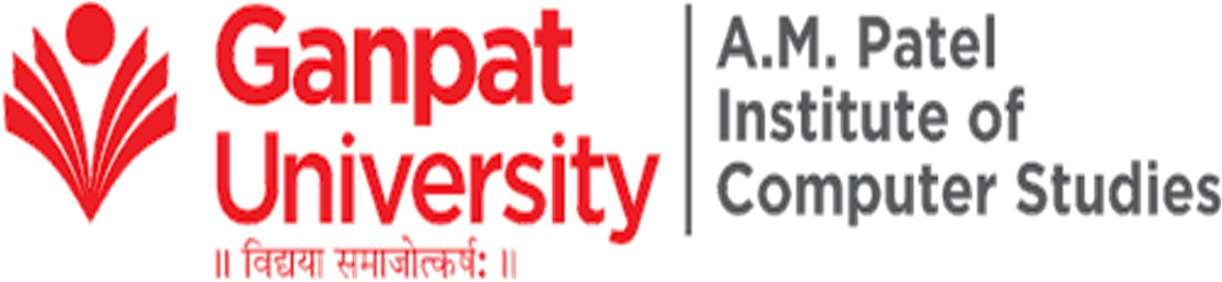 Ganpat
University
॥ विद्यया समाजोत्कर्ष: ॥
A.M. Patel
Institute of
Computer Studies